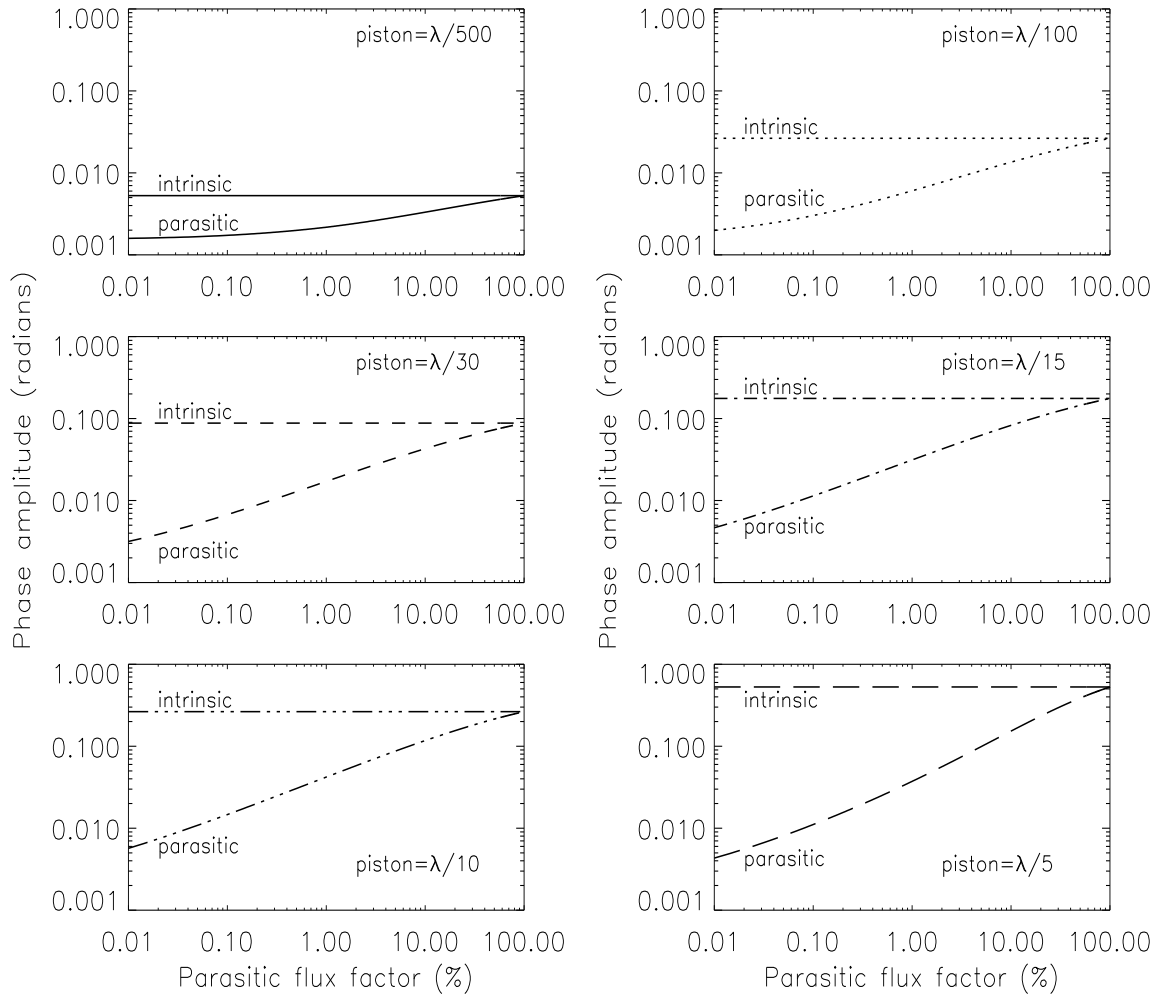 piston=λ/500
1.000
0.100
0.010
0.001
intrinsic
parasitic
0.01 0.10 1.00 10.00 100.00
piston=λ/100
1.000
0.100
0.010
0.001
intrinsic
parasitic
0.01 0.10 1.00 10.00 100.00
piston=λ/30
1.000
0.100
0.010
0.001
intrinsic
parasitic
0.01 0.10 1.00 10.00 100.00
Phase amplitude (radians)
piston=λ/15
1.000
0.100
0.010
0.001
intrinsic
parasitic
0.01 0.10 1.00 10.00 100.00
Phase amplitude (radians)
1.000
0.100
0.010
0.001
intrinsic
parasitic
piston=λ/10
0.01 0.10 1.00 10.00 100.00
Parasitic flux factor (%)
1.000
0.100
0.010
0.001
intrinsic
parasitic
piston=λ/5
0.01 0.10 1.00 10.00 100.00
Parasitic flux factor (%)